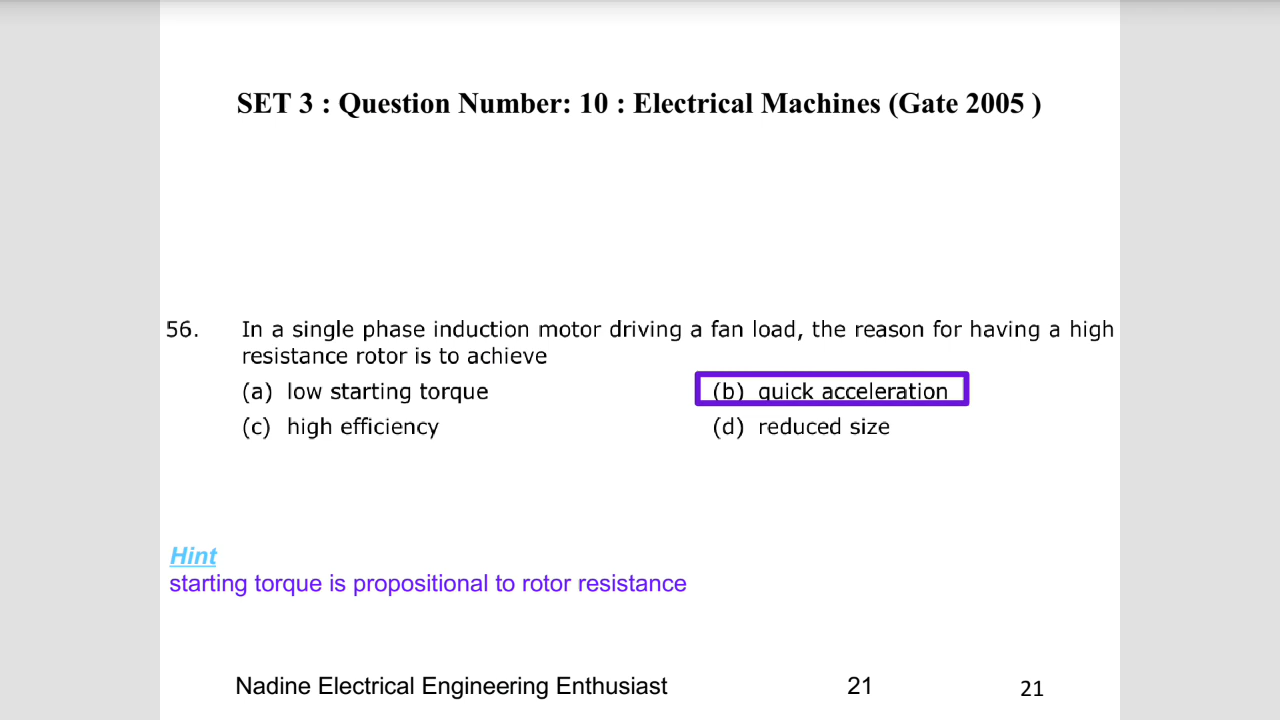 SET 3 : Question Number: 10 : Electrical Machines (Gate 2005 )
56. In a single phase induction motor driving a fan load, the reason for having a high
resistance rotor is to achieve
(a) low starting torque (b) quick acceleration
(c) high efficiency (d) reduced size
Hint
starting torque is propositional to rotor resistance
Nadine Electrical Engineering Enthusiast 21 21